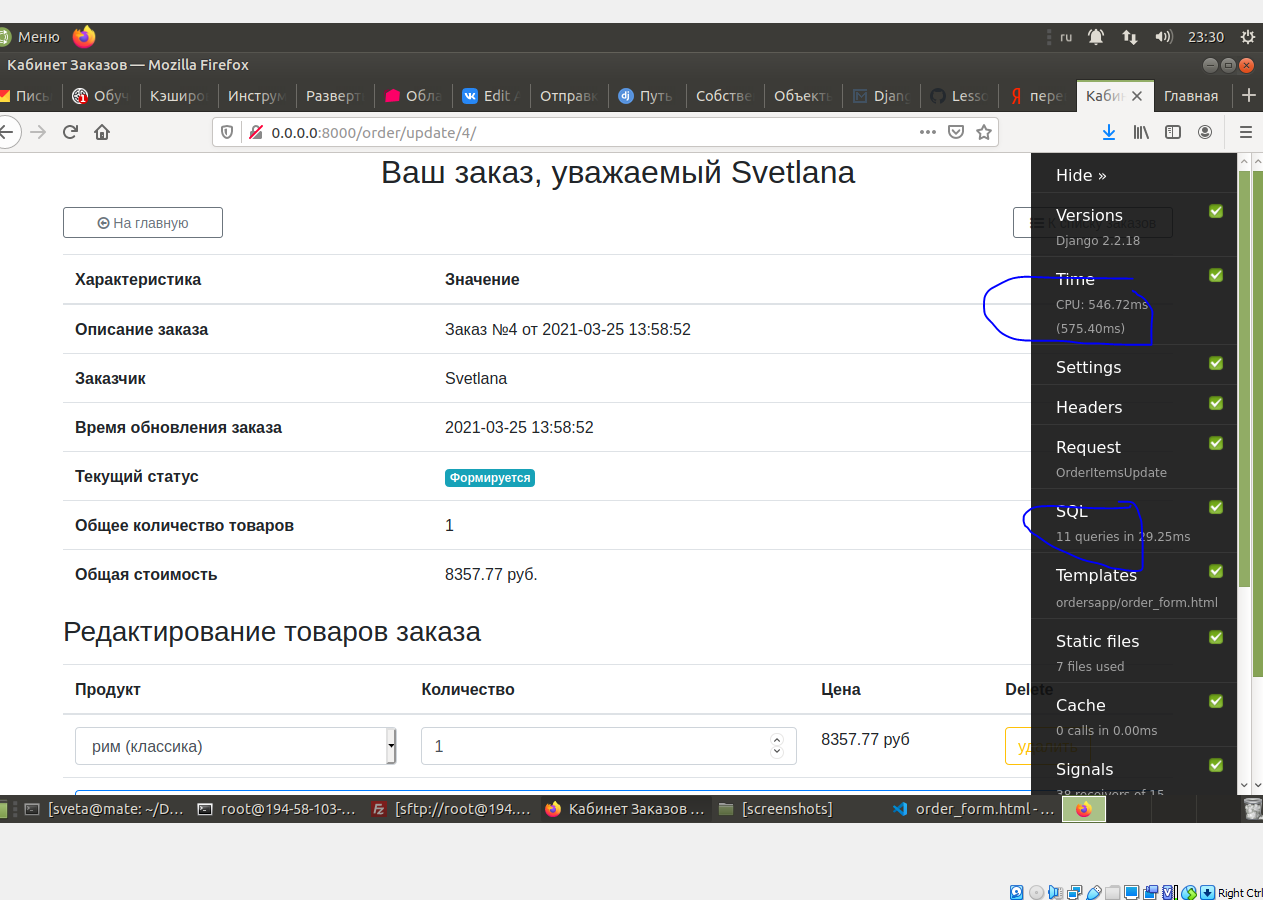 Меню
ru
23:30
Кабинет Заказов — Mozilla Firefox
Обуч
Кэширо
Инструм
Разверт
Обла
Edit
Отправк
Путь
Собстве
Объекть
Djang
Lessc
пере
Каби
Главная
0.0.0.0:8000/order/update/4/
Ваш заказ, уважаемый Svetlana
На главную
Hide »
Versions
Django 2.2.18
Time
CPU: 546.72ms
(575.40ms)
Settings
Headers
Request
OrderItemsUpdate
SQL
11 queries in 29.25ms
Templates
ordersapp/order_form.html
Static files
7 files used
Cache
0 calls in 0.00ms
Signals
38 receivers of 15
Характеристика Значение
Описание заказа Заказ №4 от 2021-03-25 13:58:52
Заказчик Svetlana
Время обновления заказа 2021-03-25 13:58:52
Текущий статус Формируется
Общее количество товаров 1
Общая стоимость 8357.77 руб.
Редактирование товаров заказа
Продукт Количество Цена Delete
рим (классика) 1 8357.77 руб
[sveta@mate: ~/D...
root@194-58-103-...
[sftp://root@194....
Кабинет Заказов ...
[screenshots]
order_form.html - ...
Right Ctrl